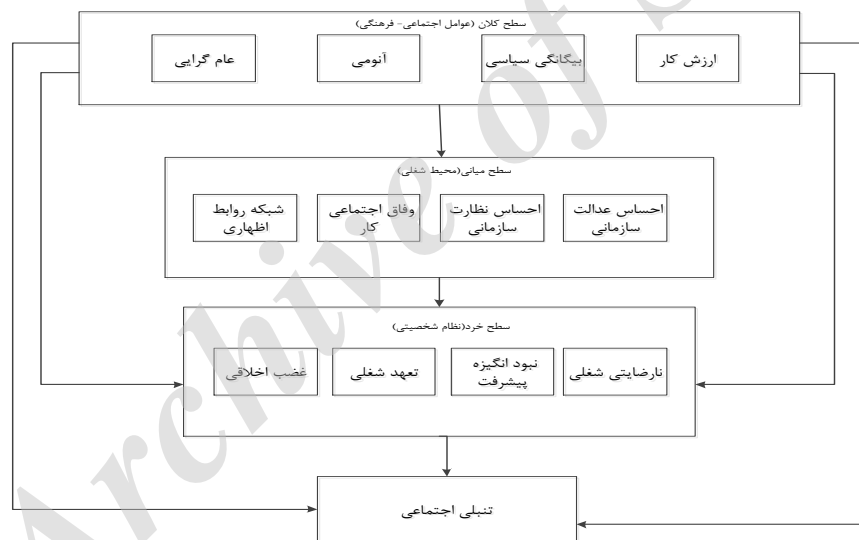 سطح کلان (عوامل اجتماعی- فرهنگی)
ارزش کار
بیگانگی سیاسی
آنومی
عام گرایی
سطح میانی(محیط شغلی)
احساس عدالت
سازمانی
احساس نظارت
سازمانی
وفاق اجتماعی
کار
شبکه روابط
اظهاری
سطح خرد(نظام شخصیتی)
نارضایتی شغلی
نبود انگیزه
پیشرفت
تعهد شغلی
غضب اخلاقی
تنبلی اجتماعی
Archive of S